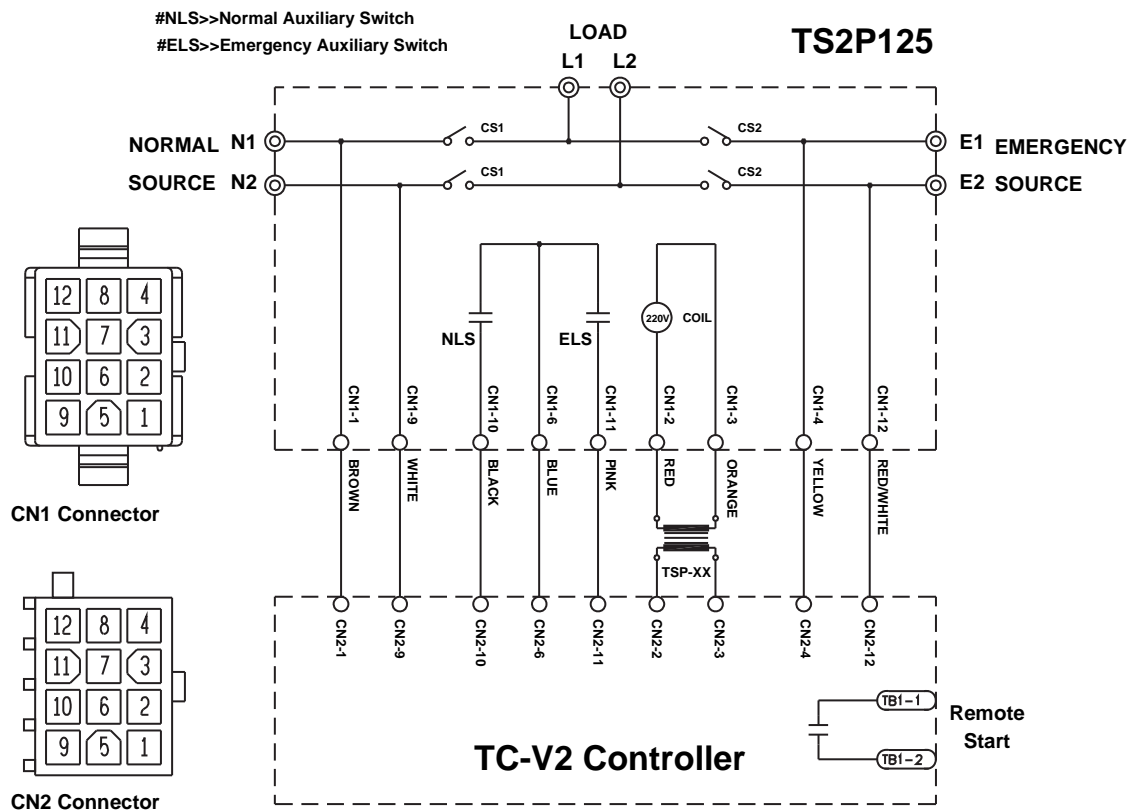 #NLS>>Normal Auxiliary Switch
#ELS>>Emergency Auxiliary Switch
LOAD
L1 L2
TS2P125
NORMAL N1
SOURCE N2
CS1
CS2
CS1
CS2
E1 EMERGENCY
E2 SOURCE
12 8 4
11 7 3
10 6 2
9 5 1
CN1 Connector
NLS
ELS
220V COIL
CN1-1
CN1-9
CN1-10
CN1-6
CN1-11
CN1-2
CN1-3
CN1-4
CN1-12
BROWN
WHITE
BLACK
BLUE
PINK
RED
ORANGE
YELLOW
RED/WHITE
TSP-XX
CN2-1
CN2-9
CN2-10
CN2-6
CN2-11
CN2-2
CN2-3
CN2-4
CN2-12
12 8 4
11 7 3
10 6 2
9 5 1
CN2 Connector
TC-V2 Controller
TB1-1
TB1-2
Remote
Start